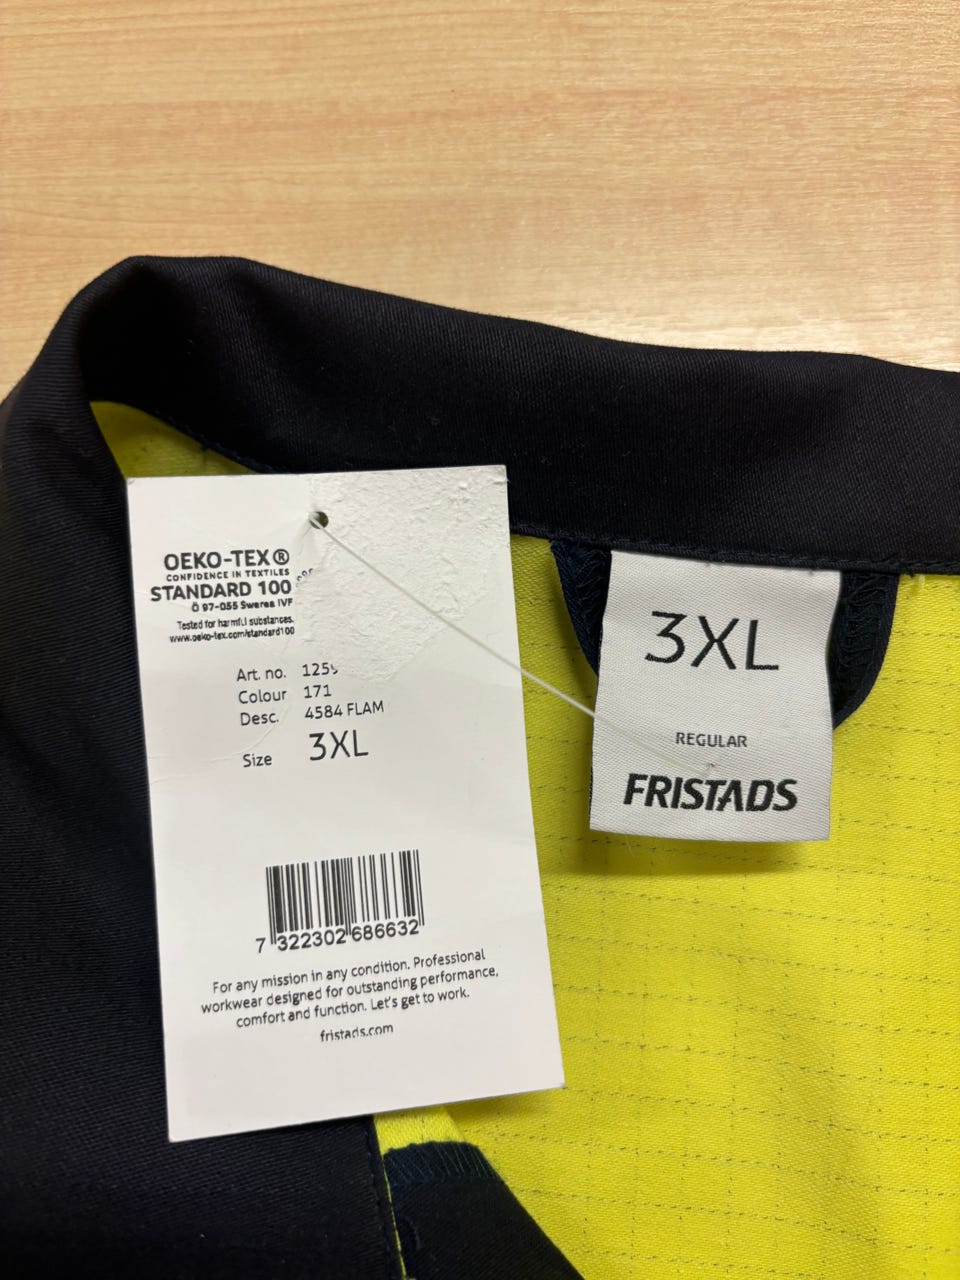 OEKO-TEX®
CONFIDENCE IN TEXTILES
STANDARD 100
Ö 97-055 Swerea IVF
Tested for harmful substances.
www.oeko-tex.com/standard100
Art. no.
Colour 171
Desc. 4584 FLAM
Size 3XL
7 322302 686632
For any mission in any condition. Professional
workwear designed for outstanding performance,
comfort and function. Let's get to work.
fristads.com
3XL
REGULAR
FRISTADS